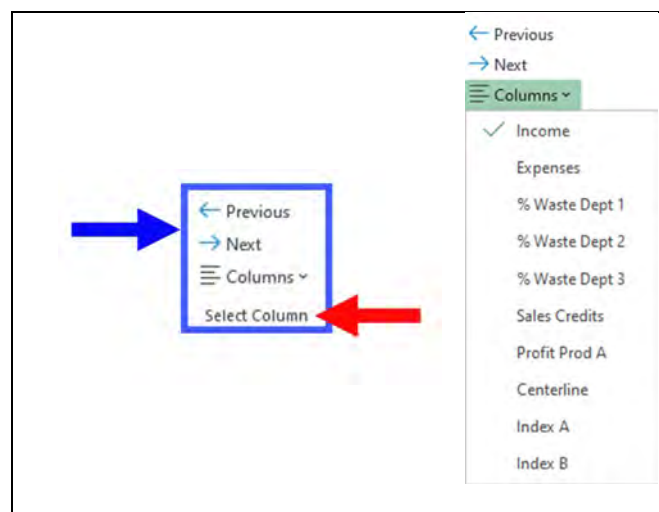 Previous
Next
Columns
Select Column
Previous
Next
Columns
Income
Expenses
% Waste Dept 1
% Waste Dept 2
% Waste Dept 3
Sales Credits
Profit Prod A
Centerline
Index A
Index B